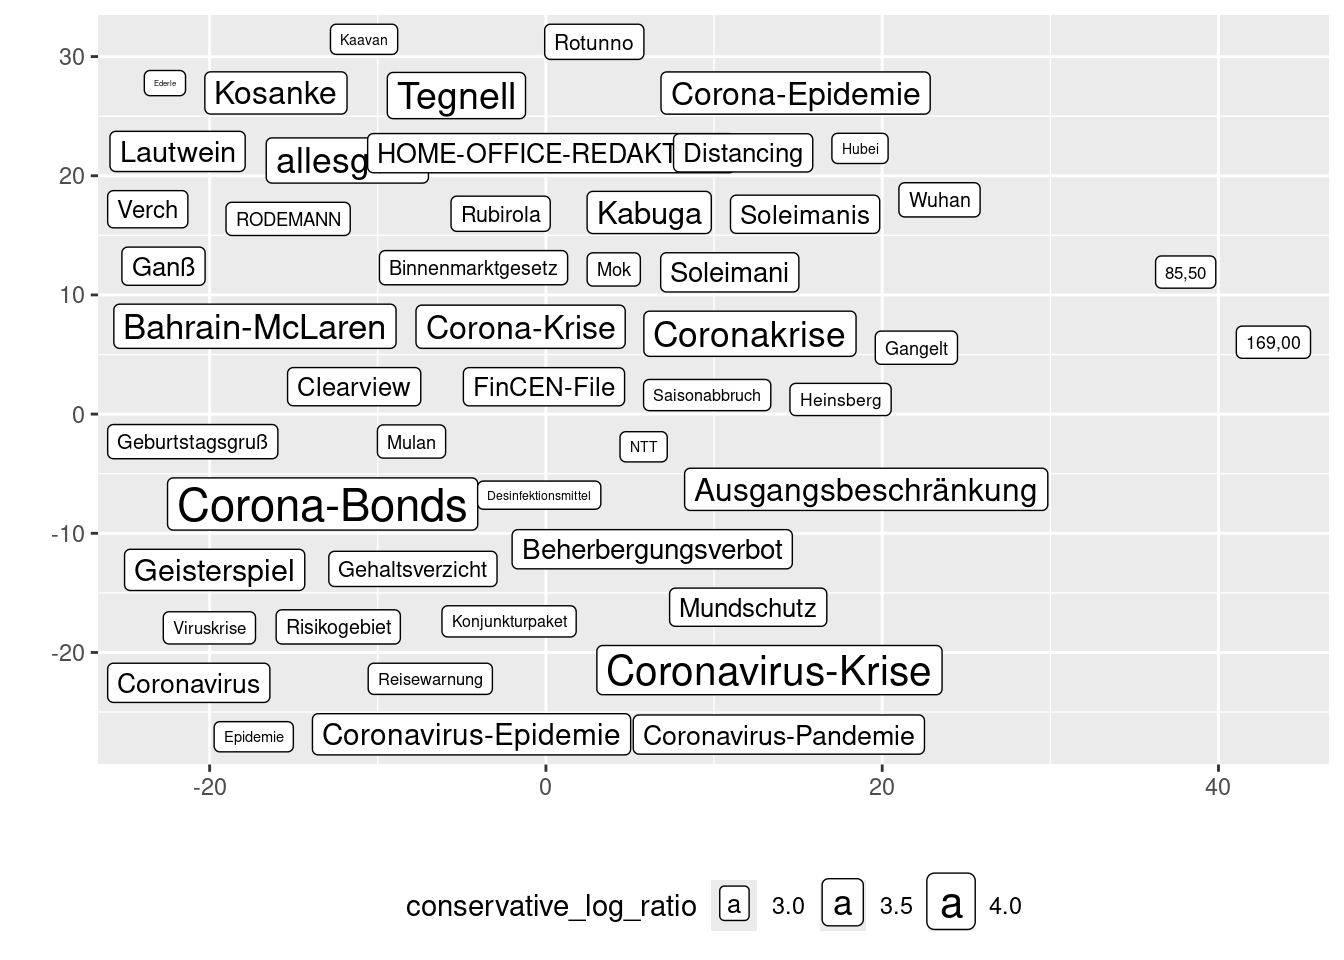 Kaavan
Rotunno
30
Ederle
Kosanke
Tegnell
Corona-Epidemie
Lautwein
allesg
HOME-OFFICE-REDAKT
Distancing
Hubei
20
Verch
RODEMANN
Rubirola
Kabuga
Soleimanis
Wuhan
Ganß
Binnenmarktgesetz
Mok
Soleimani
85,50
10
Bahrain-McLaren
Corona-Krise
Coronakrise
Gangelt
169,00
Clearview
FinCEN-File
Saisonabbruch
Heinsberg
0
Geburtstagsgruß
Mulan
NTT
Corona-Bonds
Desinfektionsmittel
Ausgangsbeschränkung
-10
Geisterspiel
Gehaltsverzicht
Beherbergungsverbot
Viruskrise
Risikogebiet
Konjunkturpaket
Mundschutz
-20
Coronavirus
Reisewarnung
Coronavirus-Krise
Epidemie
Coronavirus-Epidemie
Coronavirus-Pandemie
-20 0 20 40
conservative_log_ratio a 3.0 a 3.5 a 4.0